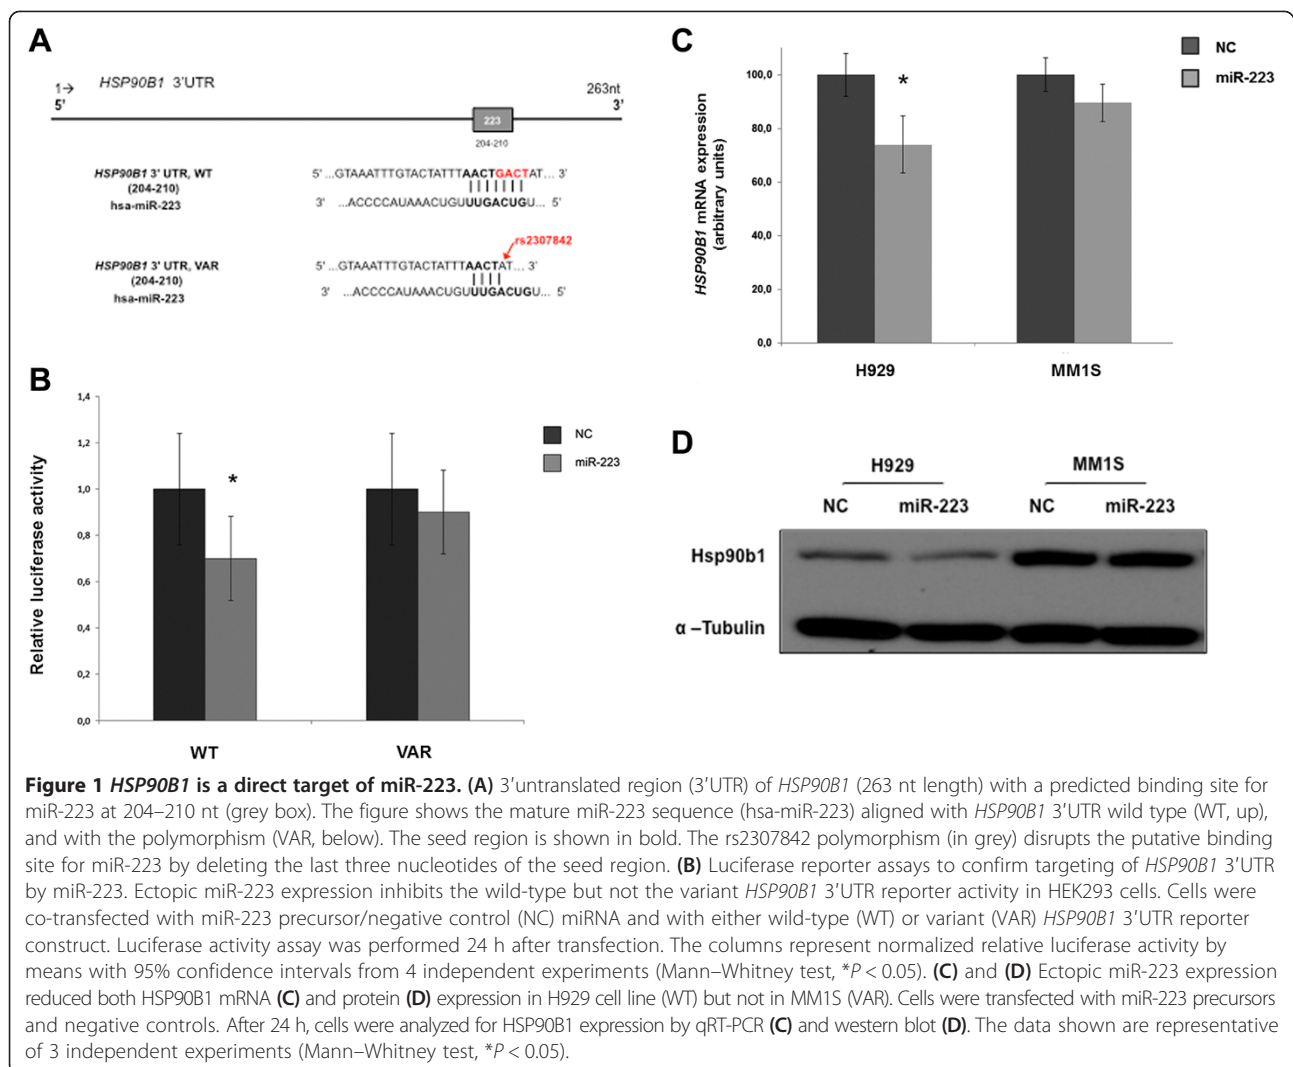 A
HSP90B1 3'UTR
1→
5'
263nt
3'
223
204-210
HSP90B1 3' UTR, WT
(204-210)
hsa-miR-223
5' ...GTAAATTTGTACTATTTAACTGACTAT... 3'
3' ...ACCCCAUAAACUGUUUGACUGU... 5'
rs2307842
HSP90B1 3' UTR, VAR
(204-210)
hsa-miR-223
5' ...GTAAATTTGTACTATTTAACTAT... 3'
3' ...ACCCCAUAAACUGUUUGACUGU... 5'
B
Relative luciferase activity
1,4
1,2
1,0
0,8
0,6
0,4
0,2
0,0
*
NC
miR-223
WT
VAR
C
HSP90B1 mRNA expression
(arbitrary units)
100,0
80,0
60,0
40,0
20,0
0,0
*
NC
miR-223
H929
MM1S
D
H929
MM1S
NC
miR-223
NC
miR-223
Hsp90b1
α –Tubulin
Figure 1 HSP90B1 is a direct target of miR-223. (A) 3′untranslated region (3′UTR) of HSP90B1 (263 nt length) with a predicted binding site for
miR-223 at 204–210 nt (grey box). The figure shows the mature miR-223 sequence (hsa-miR-223) aligned with HSP90B1 3′UTR wild type (WT, up),
and with the polymorphism (VAR, below). The seed region is shown in bold. The rs2307842 polymorphism (in grey) disrupts the putative binding
site for miR-223 by deleting the last three nucleotides of the seed region. (B) Luciferase reporter assays to confirm targeting of HSP90B1 3′UTR
by miR-223. Ectopic miR-223 expression inhibits the wild-type but not the variant HSP90B1 3′UTR reporter activity in HEK293 cells. Cells were
co-transfected with miR-223 precursor/negative control (NC) miRNA and with either wild-type (WT) or variant (VAR) HSP90B1 3′UTR reporter
construct. Luciferase activity assay was performed 24 h after transfection. The columns represent normalized relative luciferase activity by
means with 95% confidence intervals from 4 independent experiments (Mann–Whitney test, *P < 0.05). (C) and (D) Ectopic miR-223 expression
reduced both HSP90B1 mRNA (C) and protein (D) expression in H929 cell line (WT) but not in MM1S (VAR). Cells were transfected with miR-223 precursors
and negative controls. After 24 h, cells were analyzed for HSP90B1 expression by qRT-PCR (C) and western blot (D). The data shown are representative
of 3 independent experiments (Mann–Whitney test, *P < 0.05).